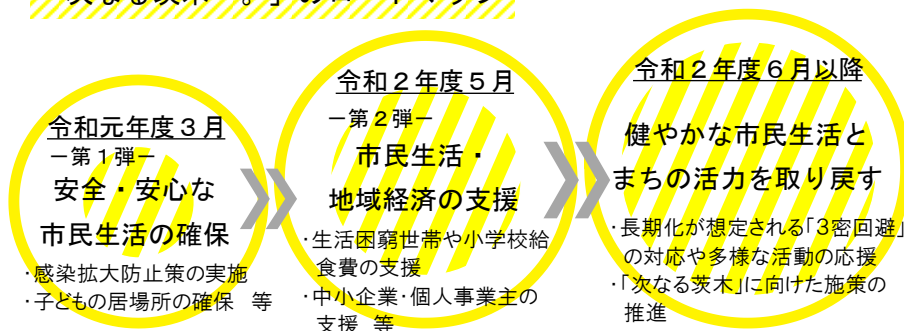 のロードマップ
令和元年度３月
－第１弾－
安全・安心な
市民生活の確保
・感染拡大防止策の実施
・子どもの居場所の確保　等
令和２年度５月
－第２弾－
市民生活・
地域経済の支援
・生活困窮世帯や小学校給
食費の支援
・中小企業・個人事業主の
支援　等
令和２年度６月以降
健やかな市民生活と
まちの活力を取り戻す
・長期化が想定される「３密回避」
の対応や多様な活動の応援
・「次なる茨木」に向けた施策の
推進